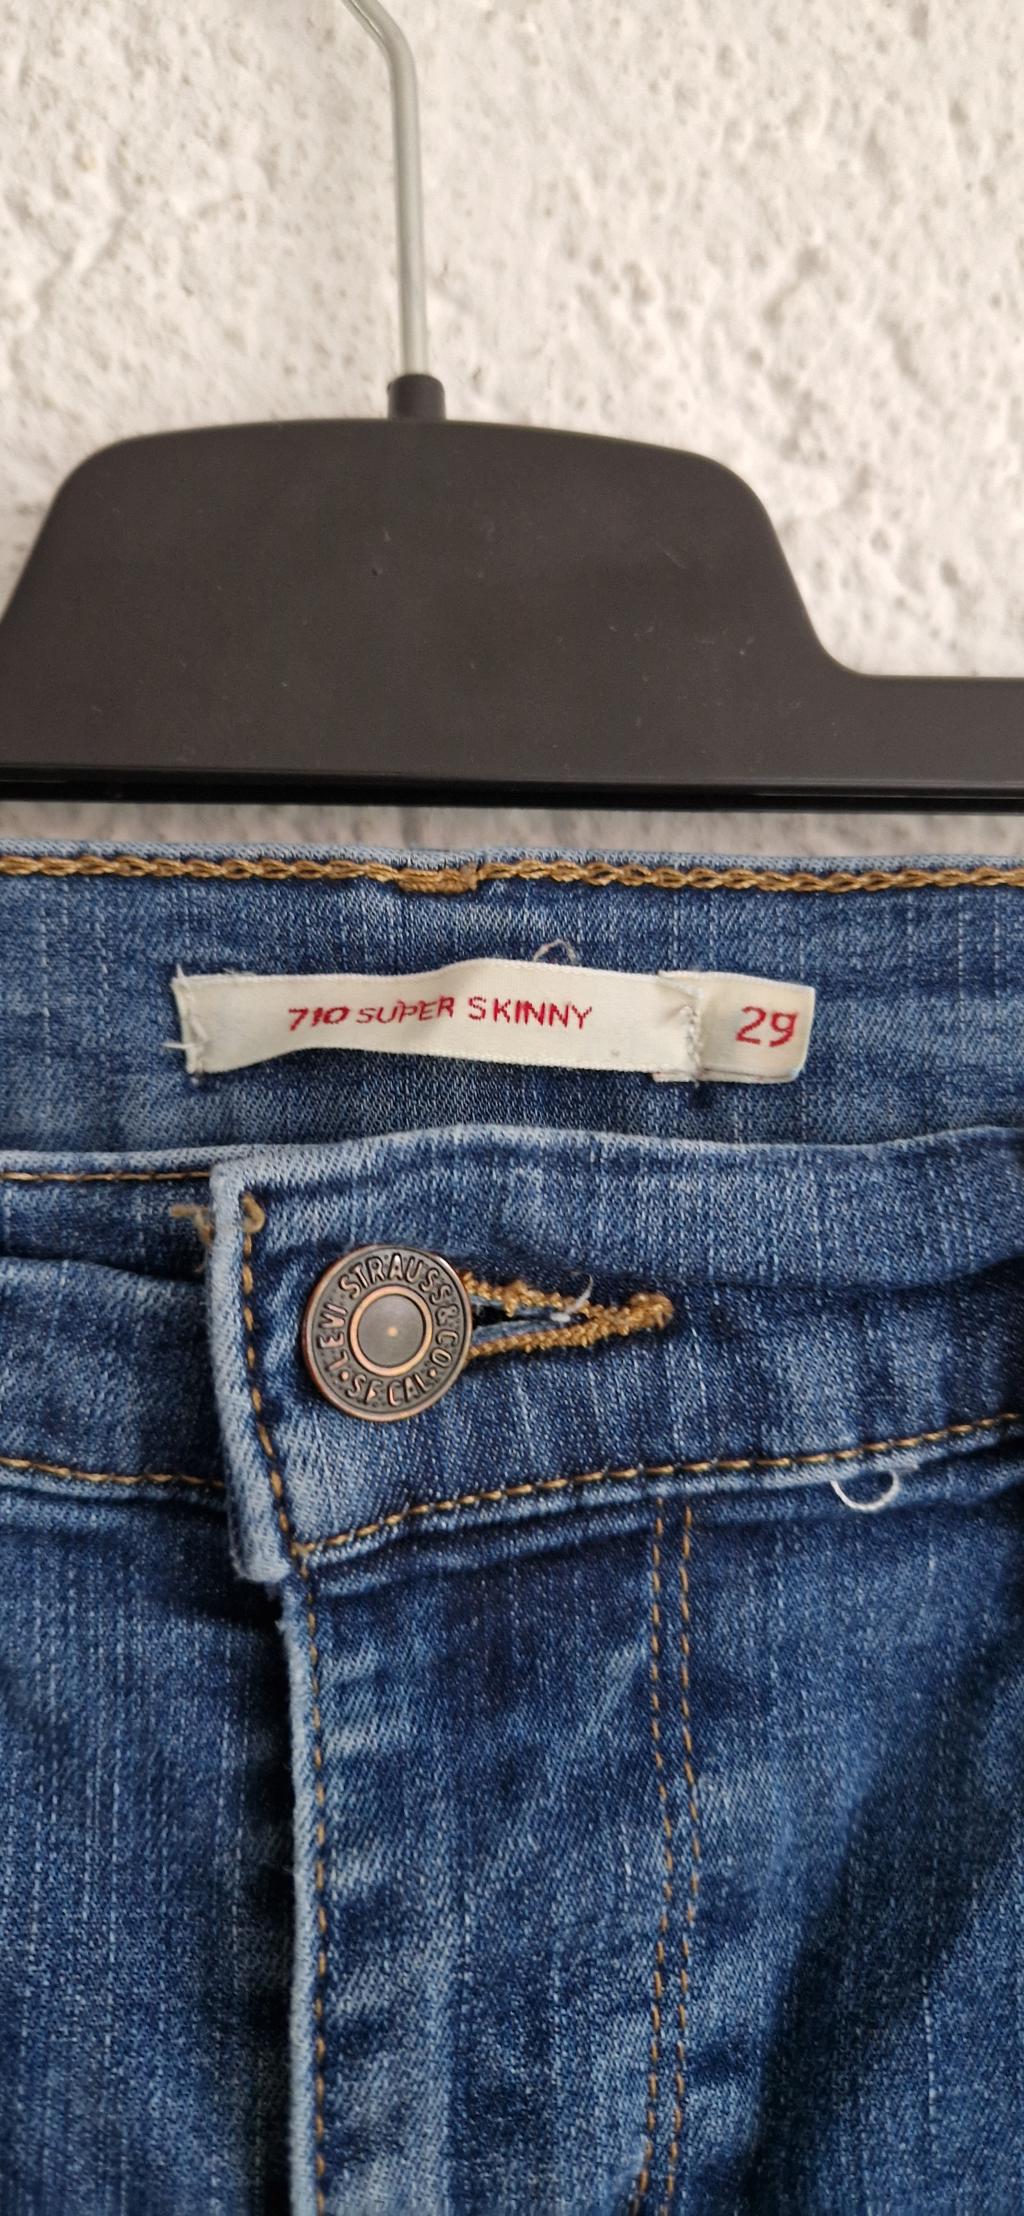 710 SUPER SKINNY
29
LEVI STRAUSS & CO
S.F. CAL